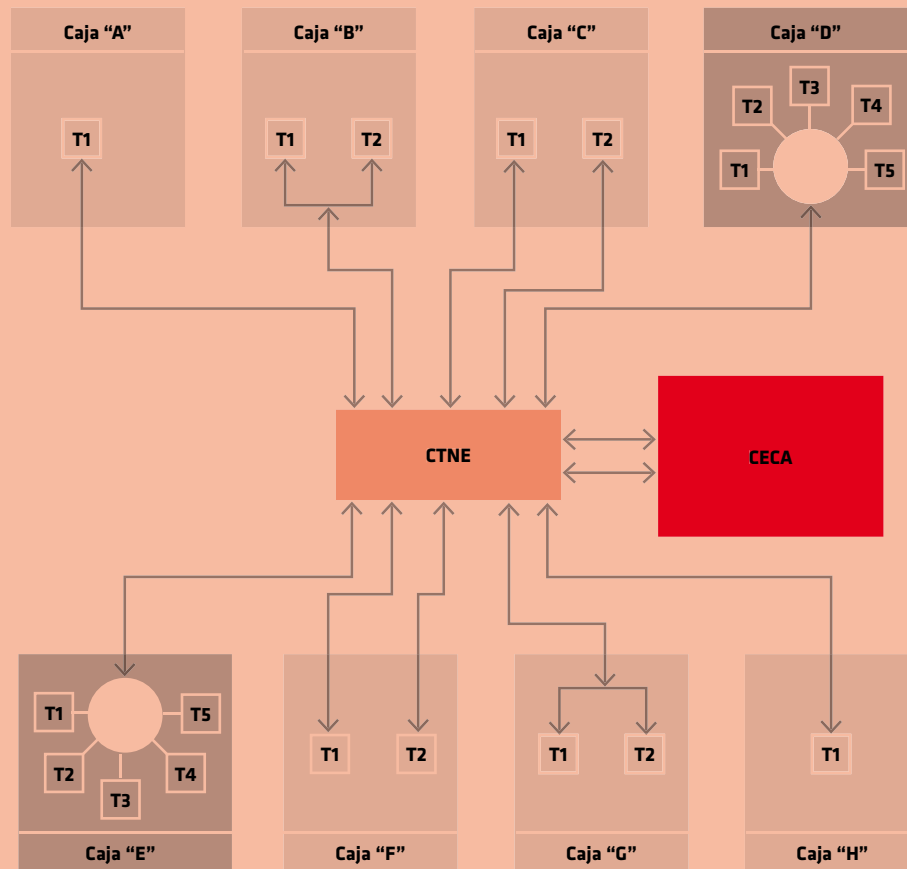 Caja “A”
Caja “B”
Caja “C”
Caja “D”
T1
T1
T2
T1
T2
T1
T2
T3
T4
T5
CTNE
CECA
T1
T2
T3
T4
T5
T1
T2
T1
T2
T1
Caja “E”
Caja “F”
Caja “G”
Caja “H”